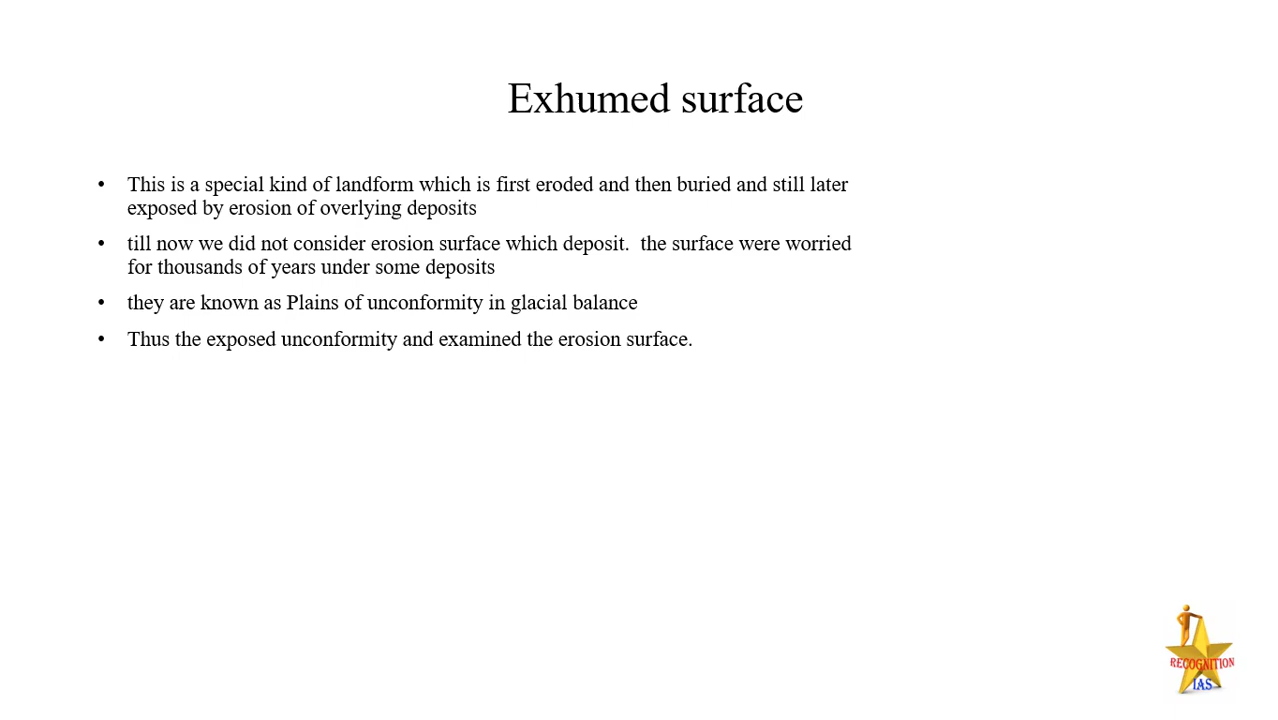 Exhumed surface
• This is a special kind of landform which is first eroded and then buried and still later
exposed by erosion of overlying deposits
• till now we did not consider erosion surface which deposit.  the surface were worried
for thousands of years under some deposits
• they are known as Plains of unconformity in glacial balance
• Thus the exposed unconformity and examined the erosion surface.
RECOGNITION
IAS